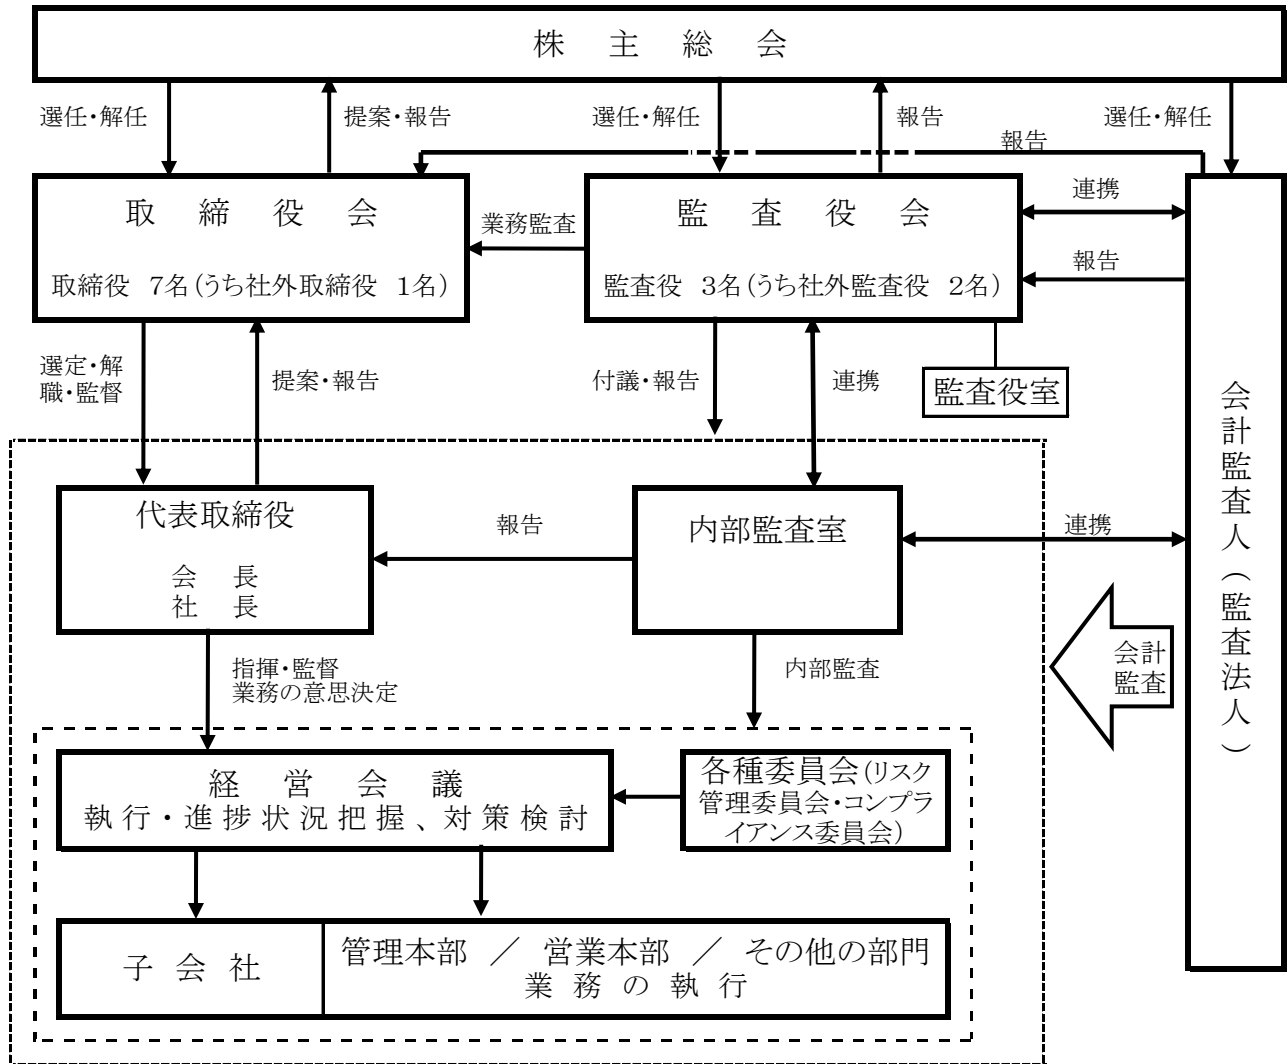 株主総会
選任・解任
提案・報告
選任・解任
報告
選任・解任
報告
取締役会
取締役 7名(うち社外取締役 1名)
業務監査
監査役会
監査役 3名(うち社外監査役 2名)
連携
報告
選定・解
職・監督
提案・報告
付議・報告
連携
監査役室
会計監査人(監査法人)
代表取締役
会長
社長
報告
内部監査室
連携
会計
監査
指揮・監督
業務の意思決定
内部監査
経営会議
執行・進捗状況把握、対策検討
各種委員会(リスク
管理委員会・コンプラ
イアンス委員会)
子会社
管理本部 / 営業本部 / その他の部門
業務の執行